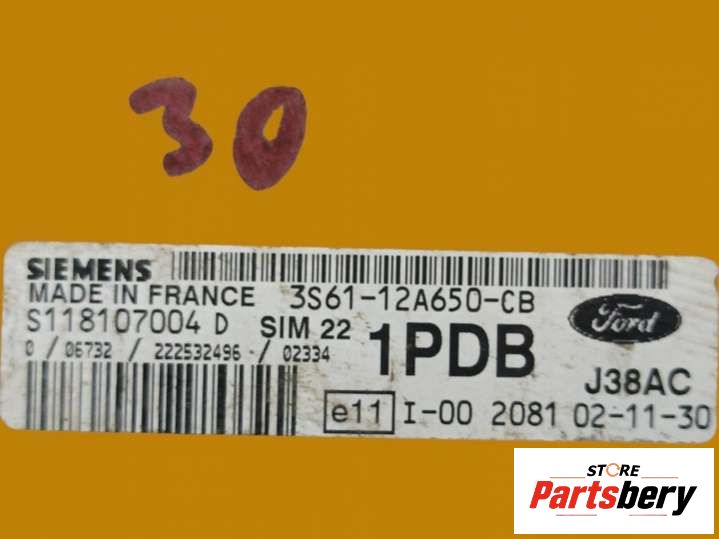 30
SIEMENS
MADE IN FRANCE 3S61-12A650-CB
S118107004 D SIM 22 1PDB
Ford
0 / 06732 / 222532496 / 02334
J38AC
e11 I-00 2081 02-11-30
STORE
Partsbery